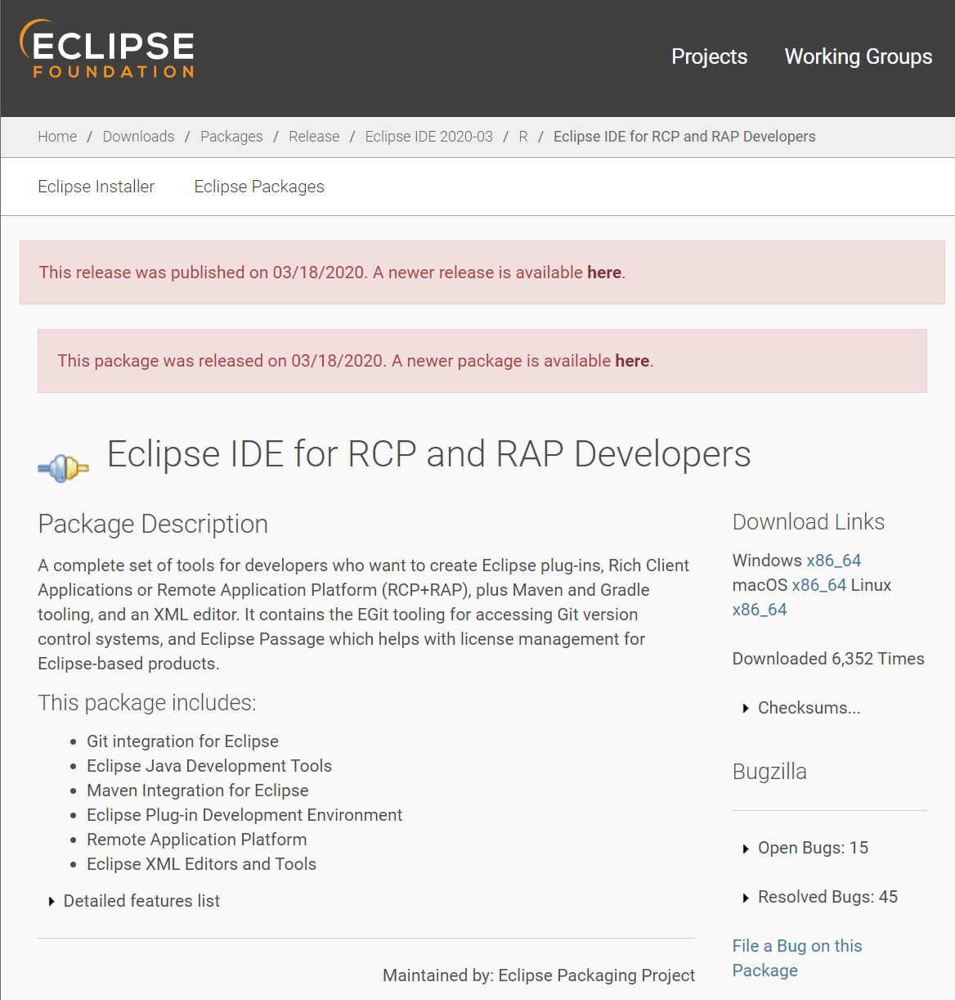 ECLIPSE
FOUNDATION
Projects Working Groups
Home / Downloads / Packages / Release / Eclipse IDE 2020-03 / R / Eclipse IDE for RCP and RAP Developers
Eclipse Installer Eclipse Packages
This release was published on 03/18/2020. A newer release is available here.
This package was released on 03/18/2020. A newer package is available here.
Eclipse IDE for RCP and RAP Developers
Package Description
A complete set of tools for developers who want to create Eclipse plug-ins, Rich Client
Applications or Remote Application Platform (RCP+RAP), plus Maven and Gradle
tooling, and an XML editor. It contains the EGit tooling for accessing Git version
control systems, and Eclipse Passage which helps with license management for
Eclipse-based products.
This package includes:
• Git integration for Eclipse
• Eclipse Java Development Tools
• Maven Integration for Eclipse
• Eclipse Plug-in Development Environment
• Remote Application Platform
• Eclipse XML Editors and Tools
Detailed features list
Maintained by: Eclipse Packaging Project
Download Links
Windows x86_64
macOS x86_64 Linux
x86_64
Downloaded 6,352 Times
Checksums...
Bugzilla
Open Bugs: 15
Resolved Bugs: 45
File a Bug on this
Package